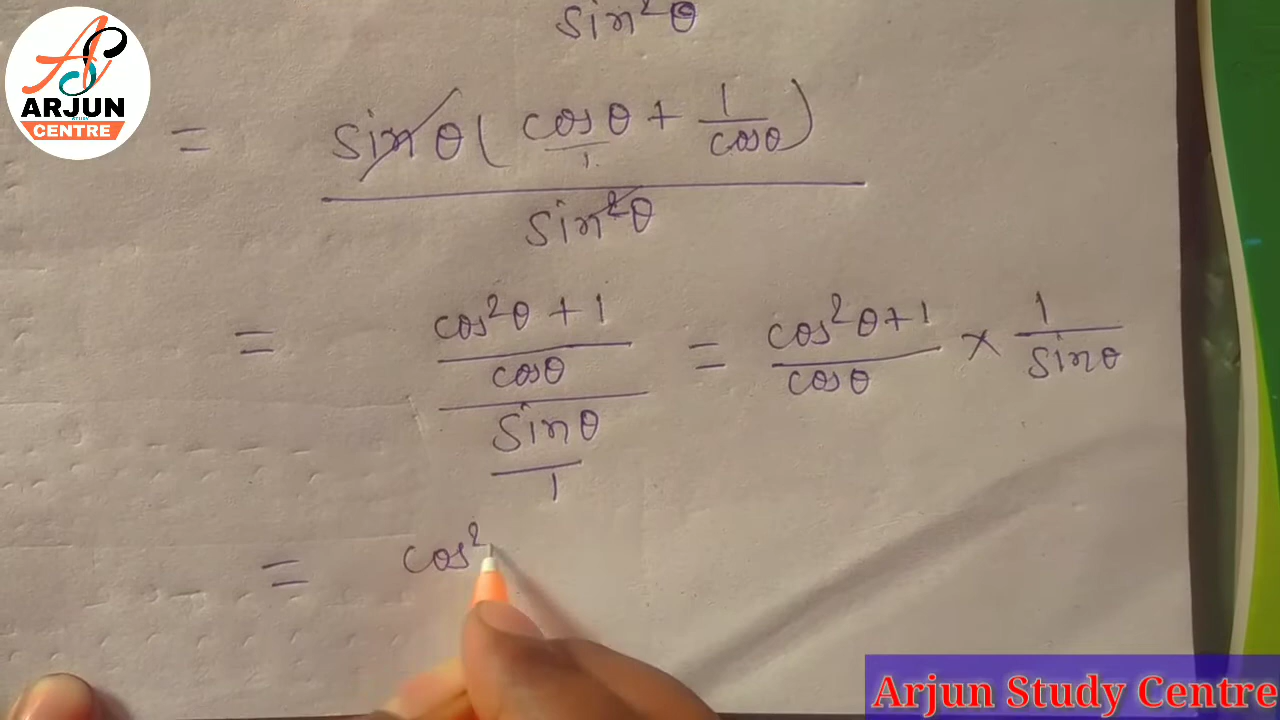 sin²θ
ARJUN
STUDY
CENTRE
= sinθ( cosθ/1 + 1/cosθ) / sin²θ
= cos²θ+1/cosθ / sinθ/1 = cos²θ+1/cosθ × 1/sinθ
= cos²
Arjun Study Centre